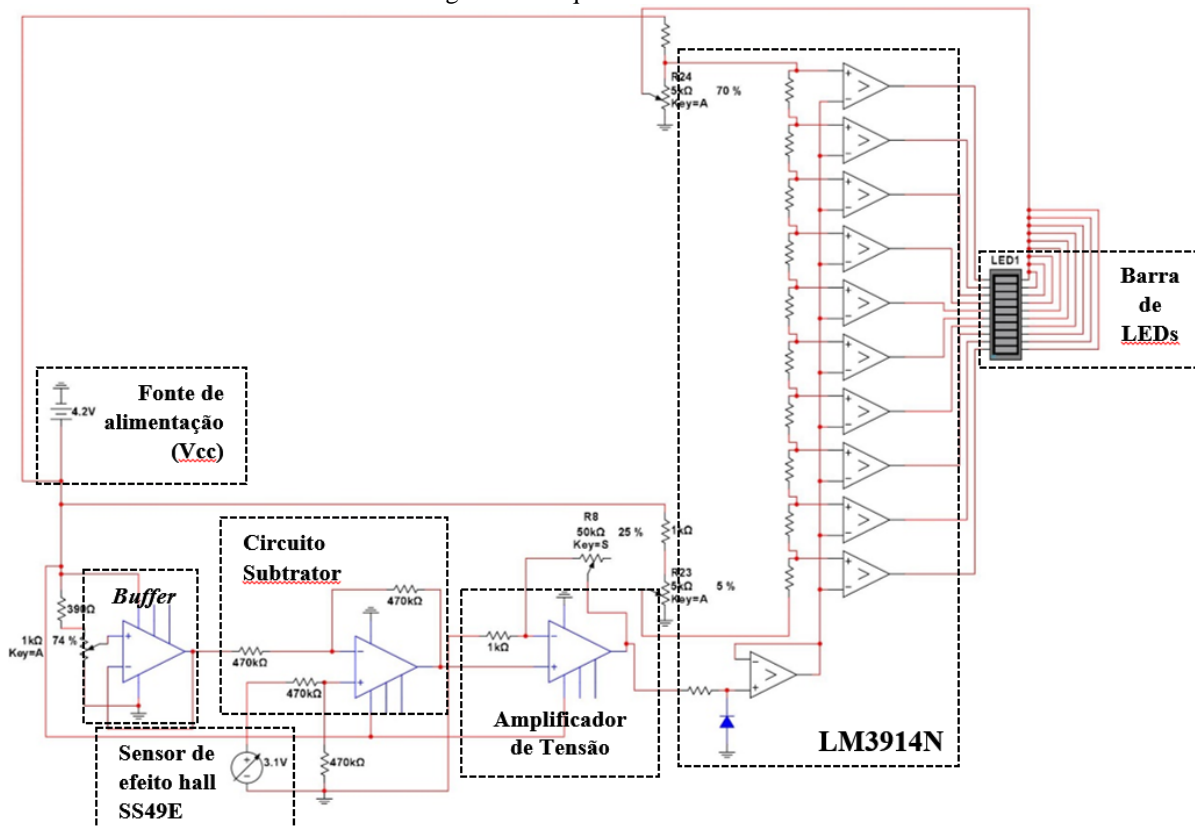 R24
5kΩ 70 %
Key=A
LED1
Barra
de
LEDs
Fonte de
alimentação
(Vcc)
4.2V
R8
50kΩ 25 %
Key=S
1kΩ
R23
5kΩ 5 %
Key=A
Circuito
Subtrator
470kΩ
Buffer
390Ω
1kΩ 74 %
Key=A
470kΩ
470kΩ
1kΩ
Amplificador
de Tensão
LM3914N
Sensor de
efeito hall
SS49E
3.1V
470kΩ